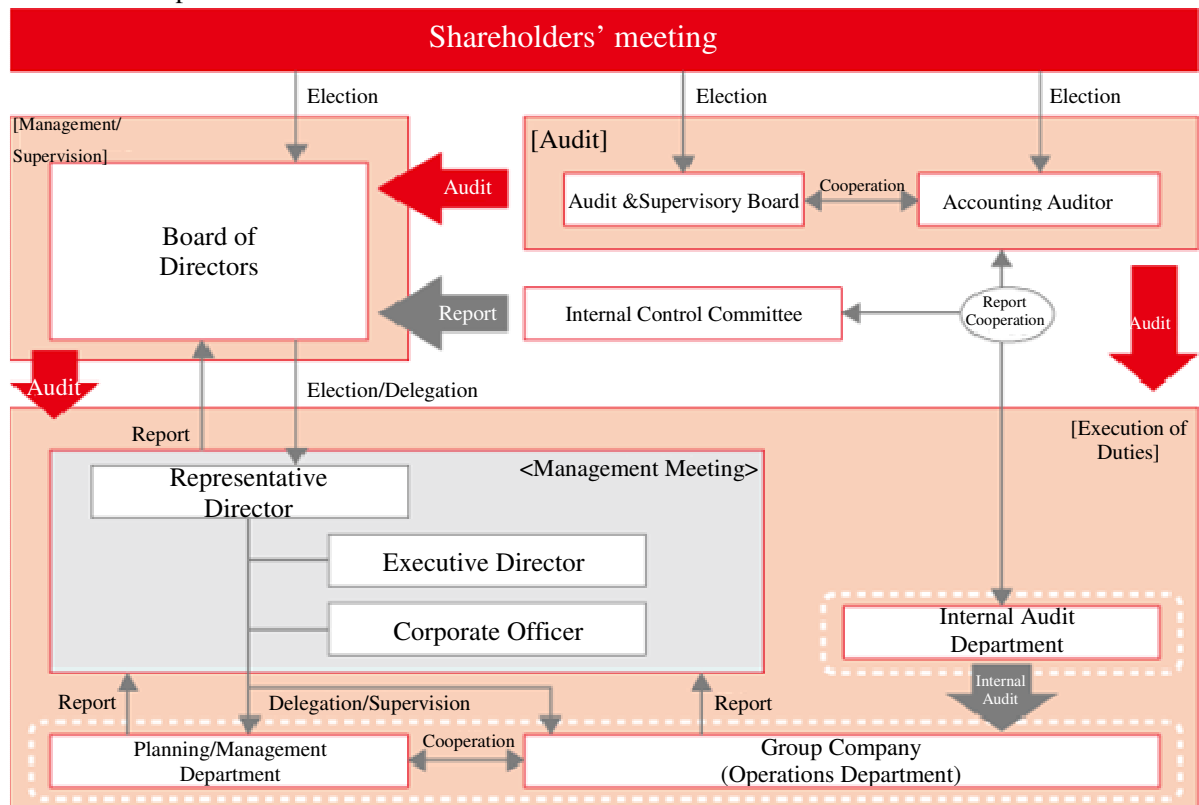 Shareholders' meeting
Election
Election
Election
[Management/
Supervision]
[Audit]
Audit
Cooperation
Audit &Supervisory Board
Accounting Auditor
Board of
Directors
Report
Internal Control Committee
Report
Cooperation
Audit
Audit
Election/Delegation
Report
[Execution of
Duties]
<Management Meeting>
Representative
Director
Executive Director
Corporate Officer
Internal Audit
Department
Internal
Audit
Report
Delegation/Supervision
Report
Planning/Management
Department
Cooperation
Group Company
(Operations Department)